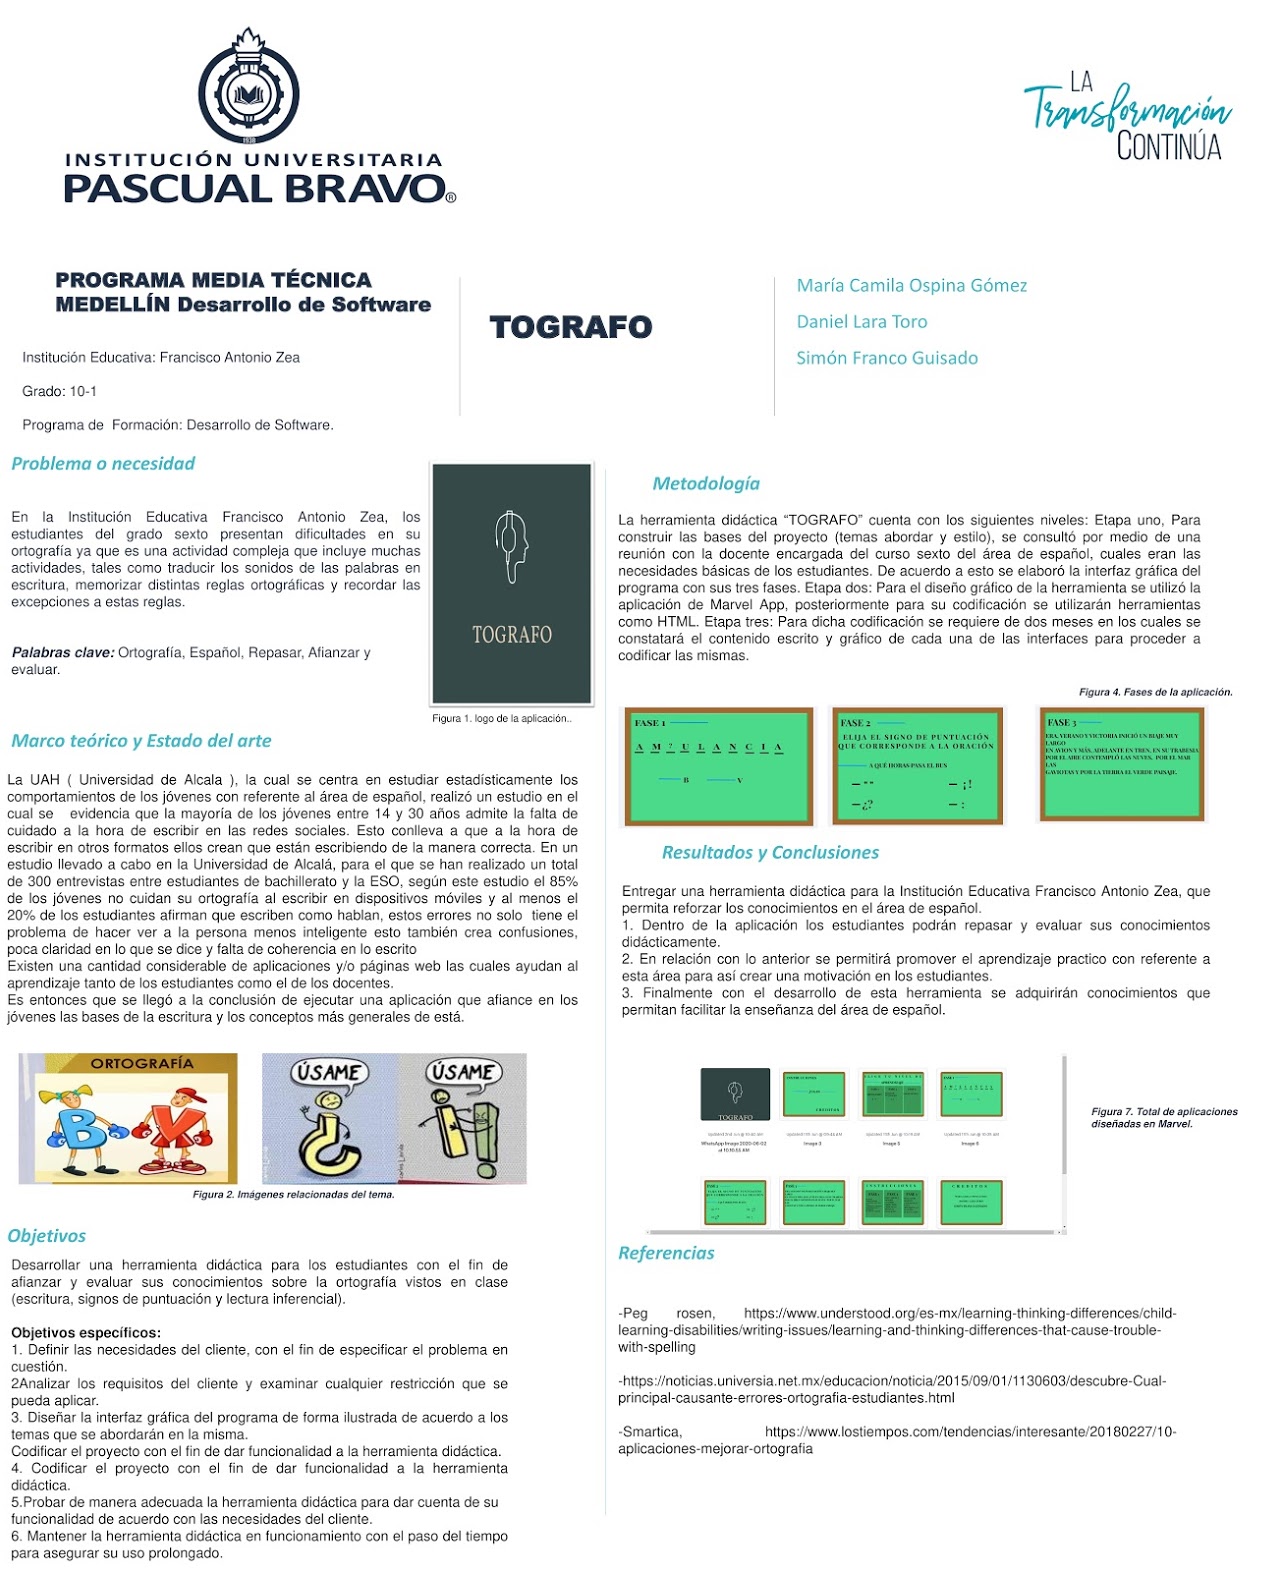 INSTITUCIÓN UNIVERSITARIA
PASCUAL BRAVO®
LA
Transformación
CONTINÚA
PROGRAMA MEDIA TÉCNICA
MEDELLÍN Desarrollo de Software
Institución Educativa: Francisco Antonio Zea
Grado: 10-1
Programa de Formación: Desarrollo de Software.
TOGRAFO
María Camila Ospina Gómez
Daniel Lara Toro
Simón Franco Guisado
Problema o necesidad
En la Institución Educativa Francisco Antonio Zea, los
estudiantes del grado sexto presentan dificultades en su
ortografía ya que es una actividad compleja que incluye muchas
actividades, tales como traducir los sonidos de las palabras en
escritura, memorizar distintas reglas ortográficas y recordar las
excepciones a estas reglas.
Palabras clave: Ortografía, Español, Repasar, Afianzar y
evaluar.
TOGRAFO
Figura 1. logo de la aplicación..
Marco teórico y Estado del arte
La UAH ( Universidad de Alcala ), la cual se centra en estudiar estadísticamente los
comportamientos de los jóvenes con referente al área de español, realizó un estudio en el
cual se evidencia que la mayoría de los jóvenes entre 14 y 30 años admite la falta de
cuidado a la hora de escribir en las redes sociales. Esto conlleva a que a la hora de
escribir en otros formatos ellos crean que están escribiendo de la manera correcta. En un
estudio llevado a cabo en la Universidad de Alcalá, para el que se han realizado un total
de 300 entrevistas entre estudiantes de bachillerato y la ESO, según este estudio el 85%
de los jóvenes no cuidan su ortografía al escribir en dispositivos móviles y al menos el
20% de los estudiantes afirman que escriben como hablan, estos errores no solo tiene el
problema de hacer ver a la persona menos inteligente esto también crea confusiones,
poca claridad en lo que se dice y falta de coherencia en lo escrito
Existen una cantidad considerable de aplicaciones y/o páginas web las cuales ayudan al
aprendizaje tanto de los estudiantes como el de los docentes.
Es entonces que se llegó a la conclusión de ejecutar una aplicación que afiance en los
jóvenes las bases de la escritura y los conceptos más generales de está.
ORTOGRAFÍA
B V
ÚSAME
¿
ÚSAME
¡!
Figura 2. Imágenes relacionadas del tema.
Objetivos
Desarrollar una herramienta didáctica para los estudiantes con el fin de
afianzar y evaluar sus conocimientos sobre la ortografía vistos en clase
(escritura, signos de puntuación y lectura inferencial).
Objetivos específicos:
1. Definir las necesidades del cliente, con el fin de especificar el problema en
cuestión.
2Analizar los requisitos del cliente y examinar cualquier restricción que se
pueda aplicar.
3. Diseñar la interfaz gráfica del programa de forma ilustrada de acuerdo a los
temas que se abordarán en la misma.
Codificar el proyecto con el fin de dar funcionalidad a la herramienta didáctica.
4. Codificar el proyecto con el fin de dar funcionalidad a la herramienta
didáctica.
5.Probar de manera adecuada la herramienta didáctica para dar cuenta de su
funcionalidad de acuerdo con las necesidades del cliente.
6. Mantener la herramienta didáctica en funcionamiento con el paso del tiempo
para asegurar su uso prolongado.
Metodología
La herramienta didáctica “TOGRAFO” cuenta con los siguientes niveles: Etapa uno, Para
construir las bases del proyecto (temas abordar y estilo), se consultó por medio de una
reunión con la docente encargada del curso sexto del área de español, cuales eran las
necesidades básicas de los estudiantes. De acuerdo a esto se elaboró la interfaz gráfica del
programa con sus tres fases. Etapa dos: Para el diseño gráfico de la herramienta se utilizó la
aplicación de Marvel App, posteriormente para su codificación se utilizarán herramientas
como HTML. Etapa tres: Para dicha codificación se requiere de dos meses en los cuales se
constatará el contenido escrito y gráfico de cada una de las interfaces para proceder a
codificar las mismas.
Figura 4. Fases de la aplicación.
FASE 1
A M ? U L A N C I A
B V
FASE 2
ELIJA EL SIGNO DE PUNTUACIÓN
QUE CORRESPONDE A LA ORACIÓN
A QUÉ HORAS PASA EL BUS
— " " — ¡!
— ¿? — :
FASE 3
ERA, VERANO Y VICTORIA INICIÓ UN BIAJE MUY
LARGO
EN AVION Y MÁS, ADELANTE EN TREN, EN SU TRABESIA
POR EL AIRE CONTEMPLÓ LAS NUVES, POR EL MAR
LAS
GAVIOTAS Y POR LA TIERRA EL VERDE PAISAJE.
Resultados y Conclusiones
Entregar una herramienta didáctica para la Institución Educativa Francisco Antonio Zea, que
permita reforzar los conocimientos en el área de español.
1. Dentro de la aplicación los estudiantes podrán repasar y evaluar sus conocimientos
didácticamente.
2. En relación con lo anterior se permitirá promover el aprendizaje practico con referente a
esta área para así crear una motivación en los estudiantes.
3. Finalmente con el desarrollo de esta herramienta se adquirirán conocimientos que
permitan facilitar la enseñanza del área de español.
TOGRAFO
WhatsApp Image 2020-06-02
at 10.10.55 AM
Image 3
Image 5
Image 6
INSTRUCCIONES
CREDITOS
Figura 7. Total de aplicaciones
diseñadas en Marvel.
Referencias
-Peg rosen, https://www.understood.org/es-mx/learning-thinking-differences/child-
learning-disabilities/writing-issues/learning-and-thinking-differences-that-cause-trouble-
with-spelling
-https://noticias.universia.net.mx/educacion/noticia/2015/09/01/1130603/descubre-Cual-
principal-causante-errores-ortografia-estudiantes.html
-Smartica, https://www.lostiempos.com/tendencias/interesante/20180227/10-
aplicaciones-mejorar-ortografia